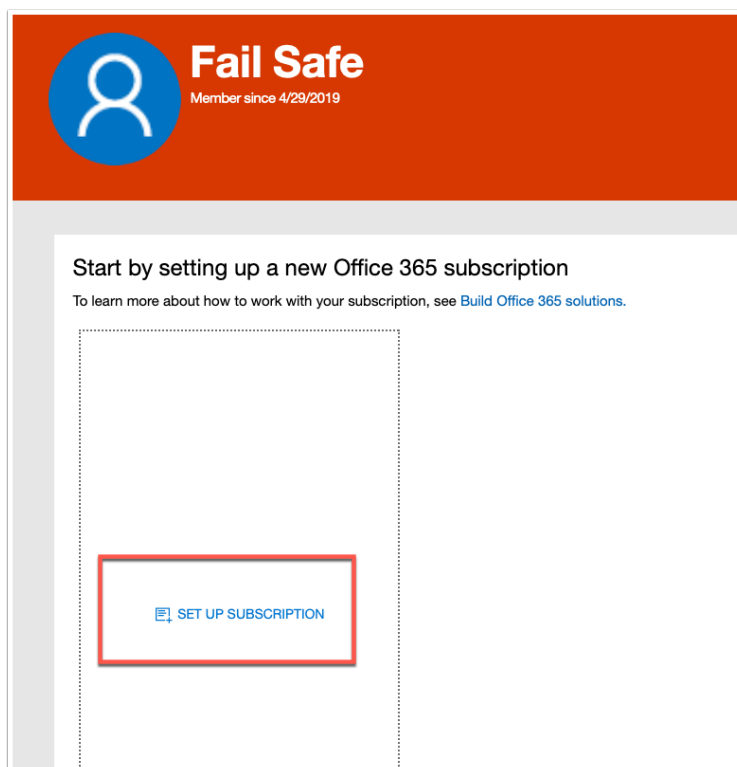 Fail Safe
Member since 4/29/2019
Start by setting up a new Office 365 subscription
To learn more about how to work with your subscription, see Build Office 365 solutions.
SET UP SUBSCRIPTION